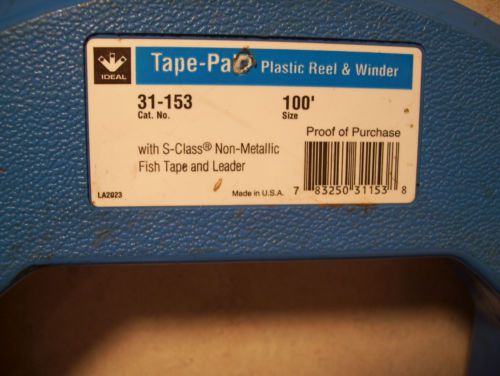 IDEAL
Tape-Pa Plastic Reel & Winder
31-153 100'
Cat. No. Size
Proof of Purchase
with S-Class® Non-Metallic
Fish Tape and Leader
LA2023 Made in U.S.A. 7 83250 31153 8